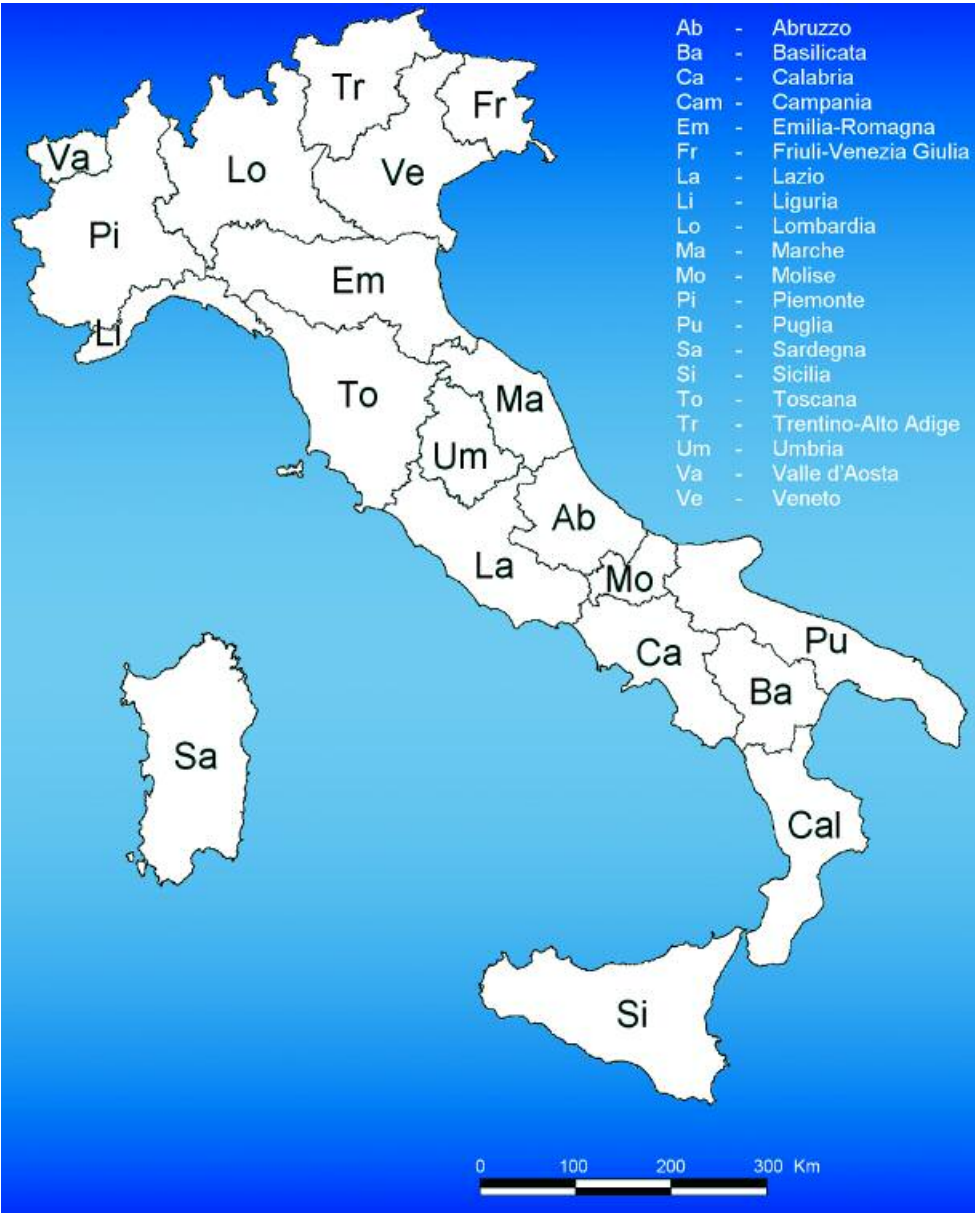 Ab - Abruzzo
Ba - Basilicata
Ca - Calabria
Cam - Campania
Em - Emilia-Romagna
Fr - Friuli-Venezia Giulia
La - Lazio
Li - Liguria
Lo - Lombardia
Ma - Marche
Mo - Molise
Pi - Piemonte
Pu - Puglia
Sa - Sardegna
Si - Sicilia
To - Toscana
Tr - Trentino-Alto Adige
Um - Umbria
Va - Valle d'Aosta
Ve - Veneto
Tr
Fr
Va
Lo
Ve
Pi
Em
Li
To
Ma
Um
Ab
La
Mo
Ca
Pu
Ba
Sa
Cal
Si
0 100 200 300 Km